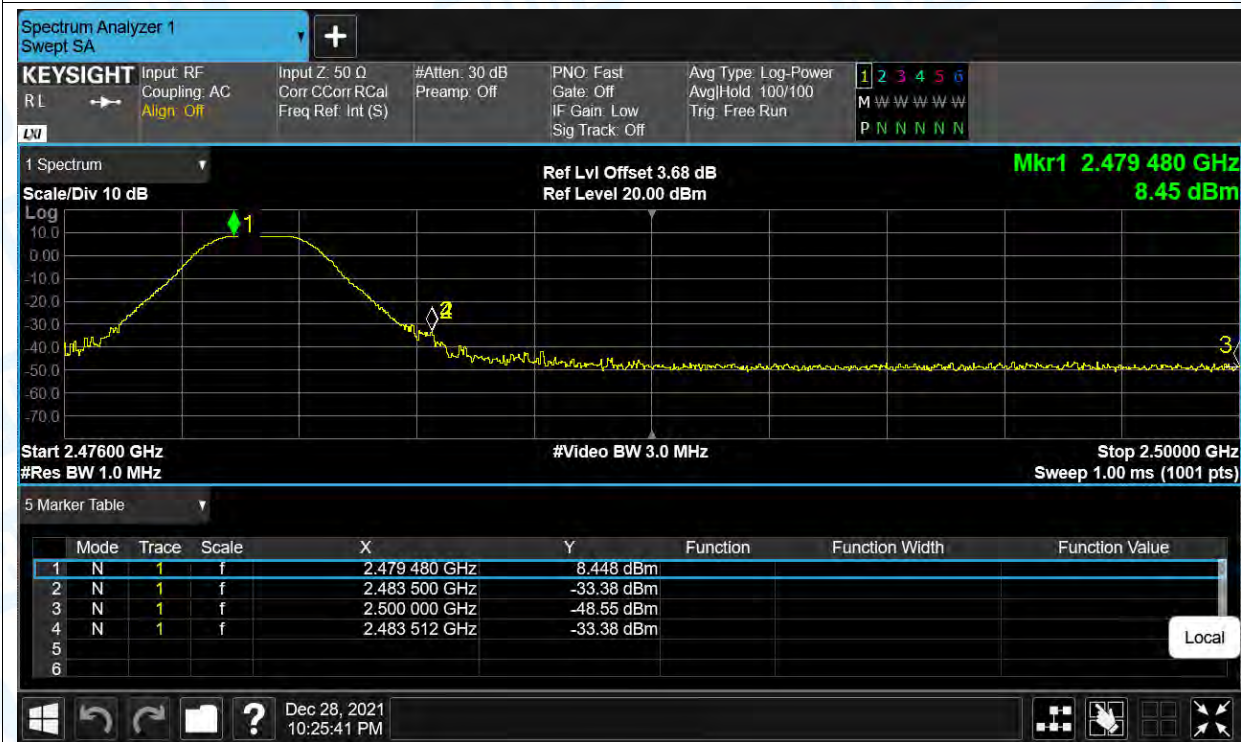 Spectrum Analyzer 1
Swept SA
+
KEYSIGHT
RL
LXI
Input: RF
Coupling: AC
Align: Off
Input Z: 50 Ω
Corr CCorr RCal
Freq Ref: Int (S)
#Atten: 30 dB
Preamp: Off
PNO: Fast
Gate: Off
IF Gain: Low
Sig Track: Off
Avg Type: Log-Power
Avg|Hold: 100/100
Trig: Free Run
1 2 3 4 5 6
M W W W W W
P N N N N N
1 Spectrum
Scale/Div 10 dB
Ref Lvl Offset 3.68 dB
Ref Level 20.00 dBm
Mkr1 2.479 480 GHz
8.45 dBm
Log
10.0
0.00
-10.0
-20.0
-30.0
-40.0
-50.0
-60.0
-70.0
1
3
Start 2.47600 GHz
#Res BW 1.0 MHz
#Video BW 3.0 MHz
Stop 2.50000 GHz
Sweep 1.00 ms (1001 pts)
5 Marker Table
Mode Trace Scale X Y Function Function Width Function Value
1 N 1 f 2.479 480 GHz 8.448 dBm
2 N 1 f 2.483 500 GHz -33.38 dBm
3 N 1 f 2.500 000 GHz -48.55 dBm
4 N 1 f 2.483 512 GHz -33.38 dBm
5
6
Local
?
Dec 28, 2021
10:25:41 PM